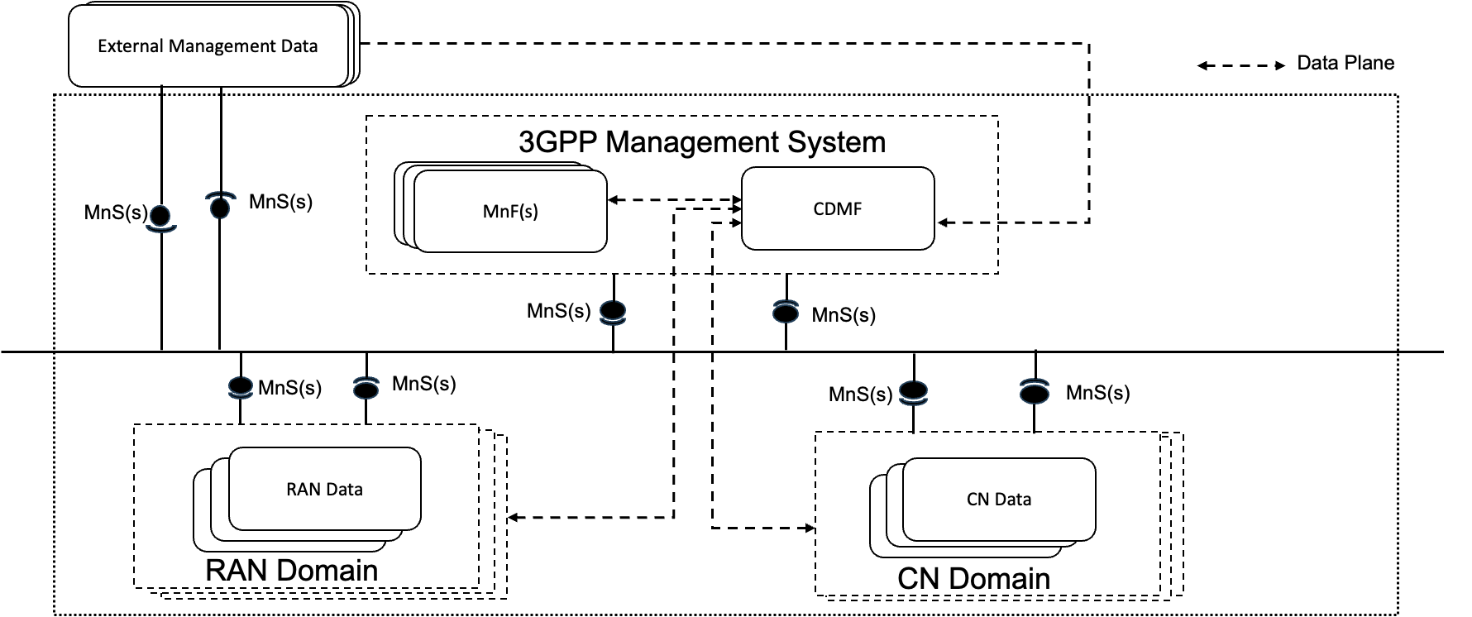 External Management Data
Data Plane
3GPP Management System
MnS(s)
MnS(s)
MnF(s)
CDMF
MnS(s)
MnS(s)
MnS(s)
MnS(s)
MnS(s)
MnS(s)
RAN Data
CN Data
RAN Domain
CN Domain